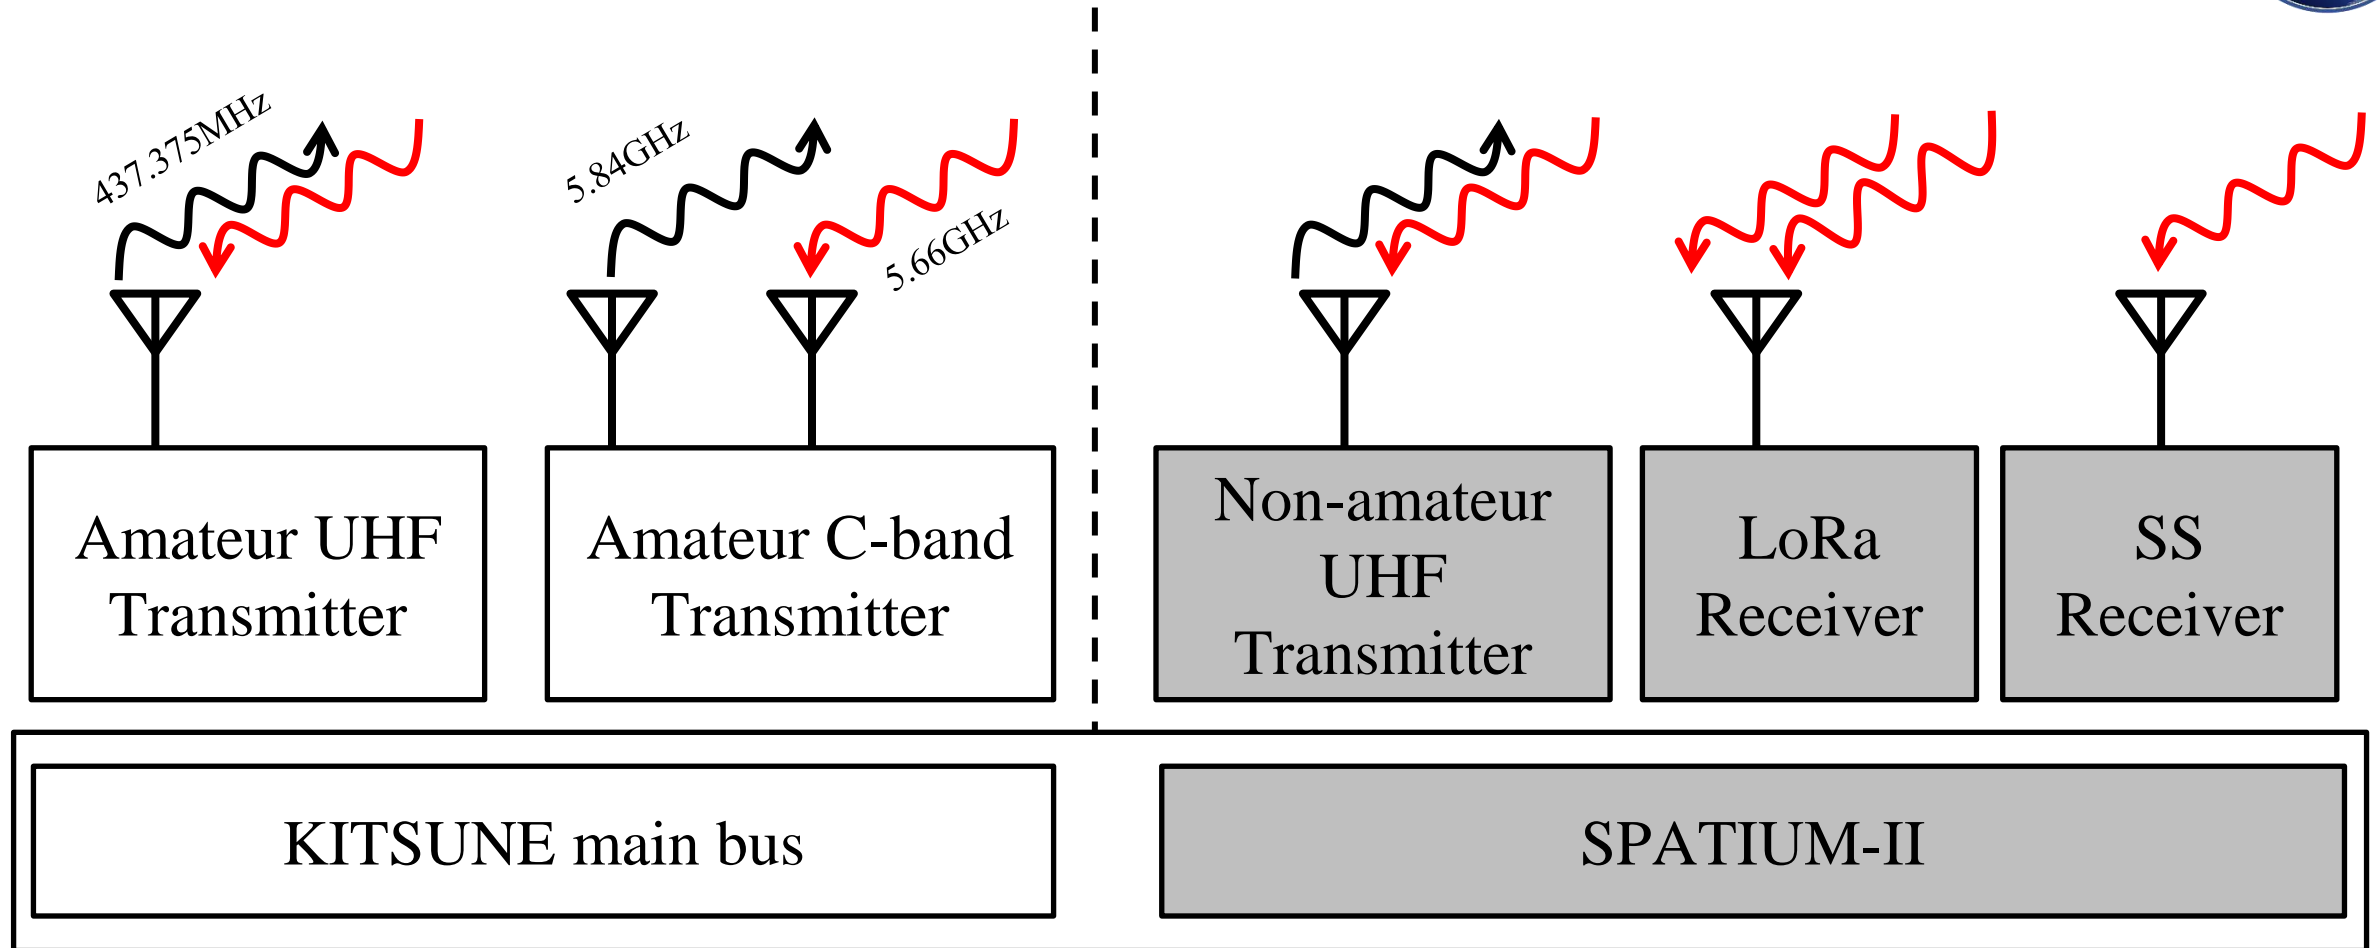 437.375MHz
5.84GHz
5.66GHz
Amateur UHF
Transmitter
Amateur C-band
Transmitter
Non-amateur
UHF
Transmitter
LoRa
Receiver
SS
Receiver
KITSUNE main bus
SPATIUM-II